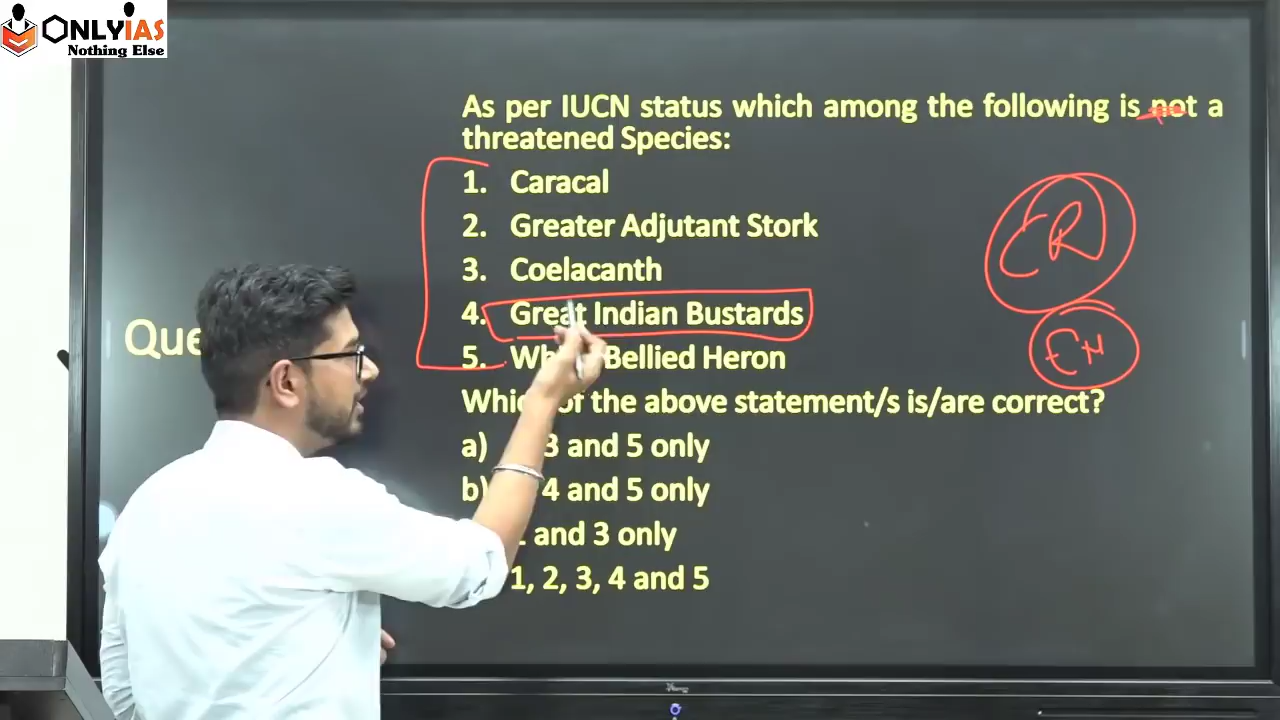 ONLYIAS
Nothing Else
As per IUCN status which among the following is not a
threatened Species:
1. Caracal
2. Greater Adjutant Stork
3. Coelacanth
4. Great Indian Bustards
5. Bellied Heron
CR
EN
Que
of the above statement/s is/are correct?
a) 3 and 5 only
b) 4 and 5 only
and 3 only
1, 2, 3, 4 and 5